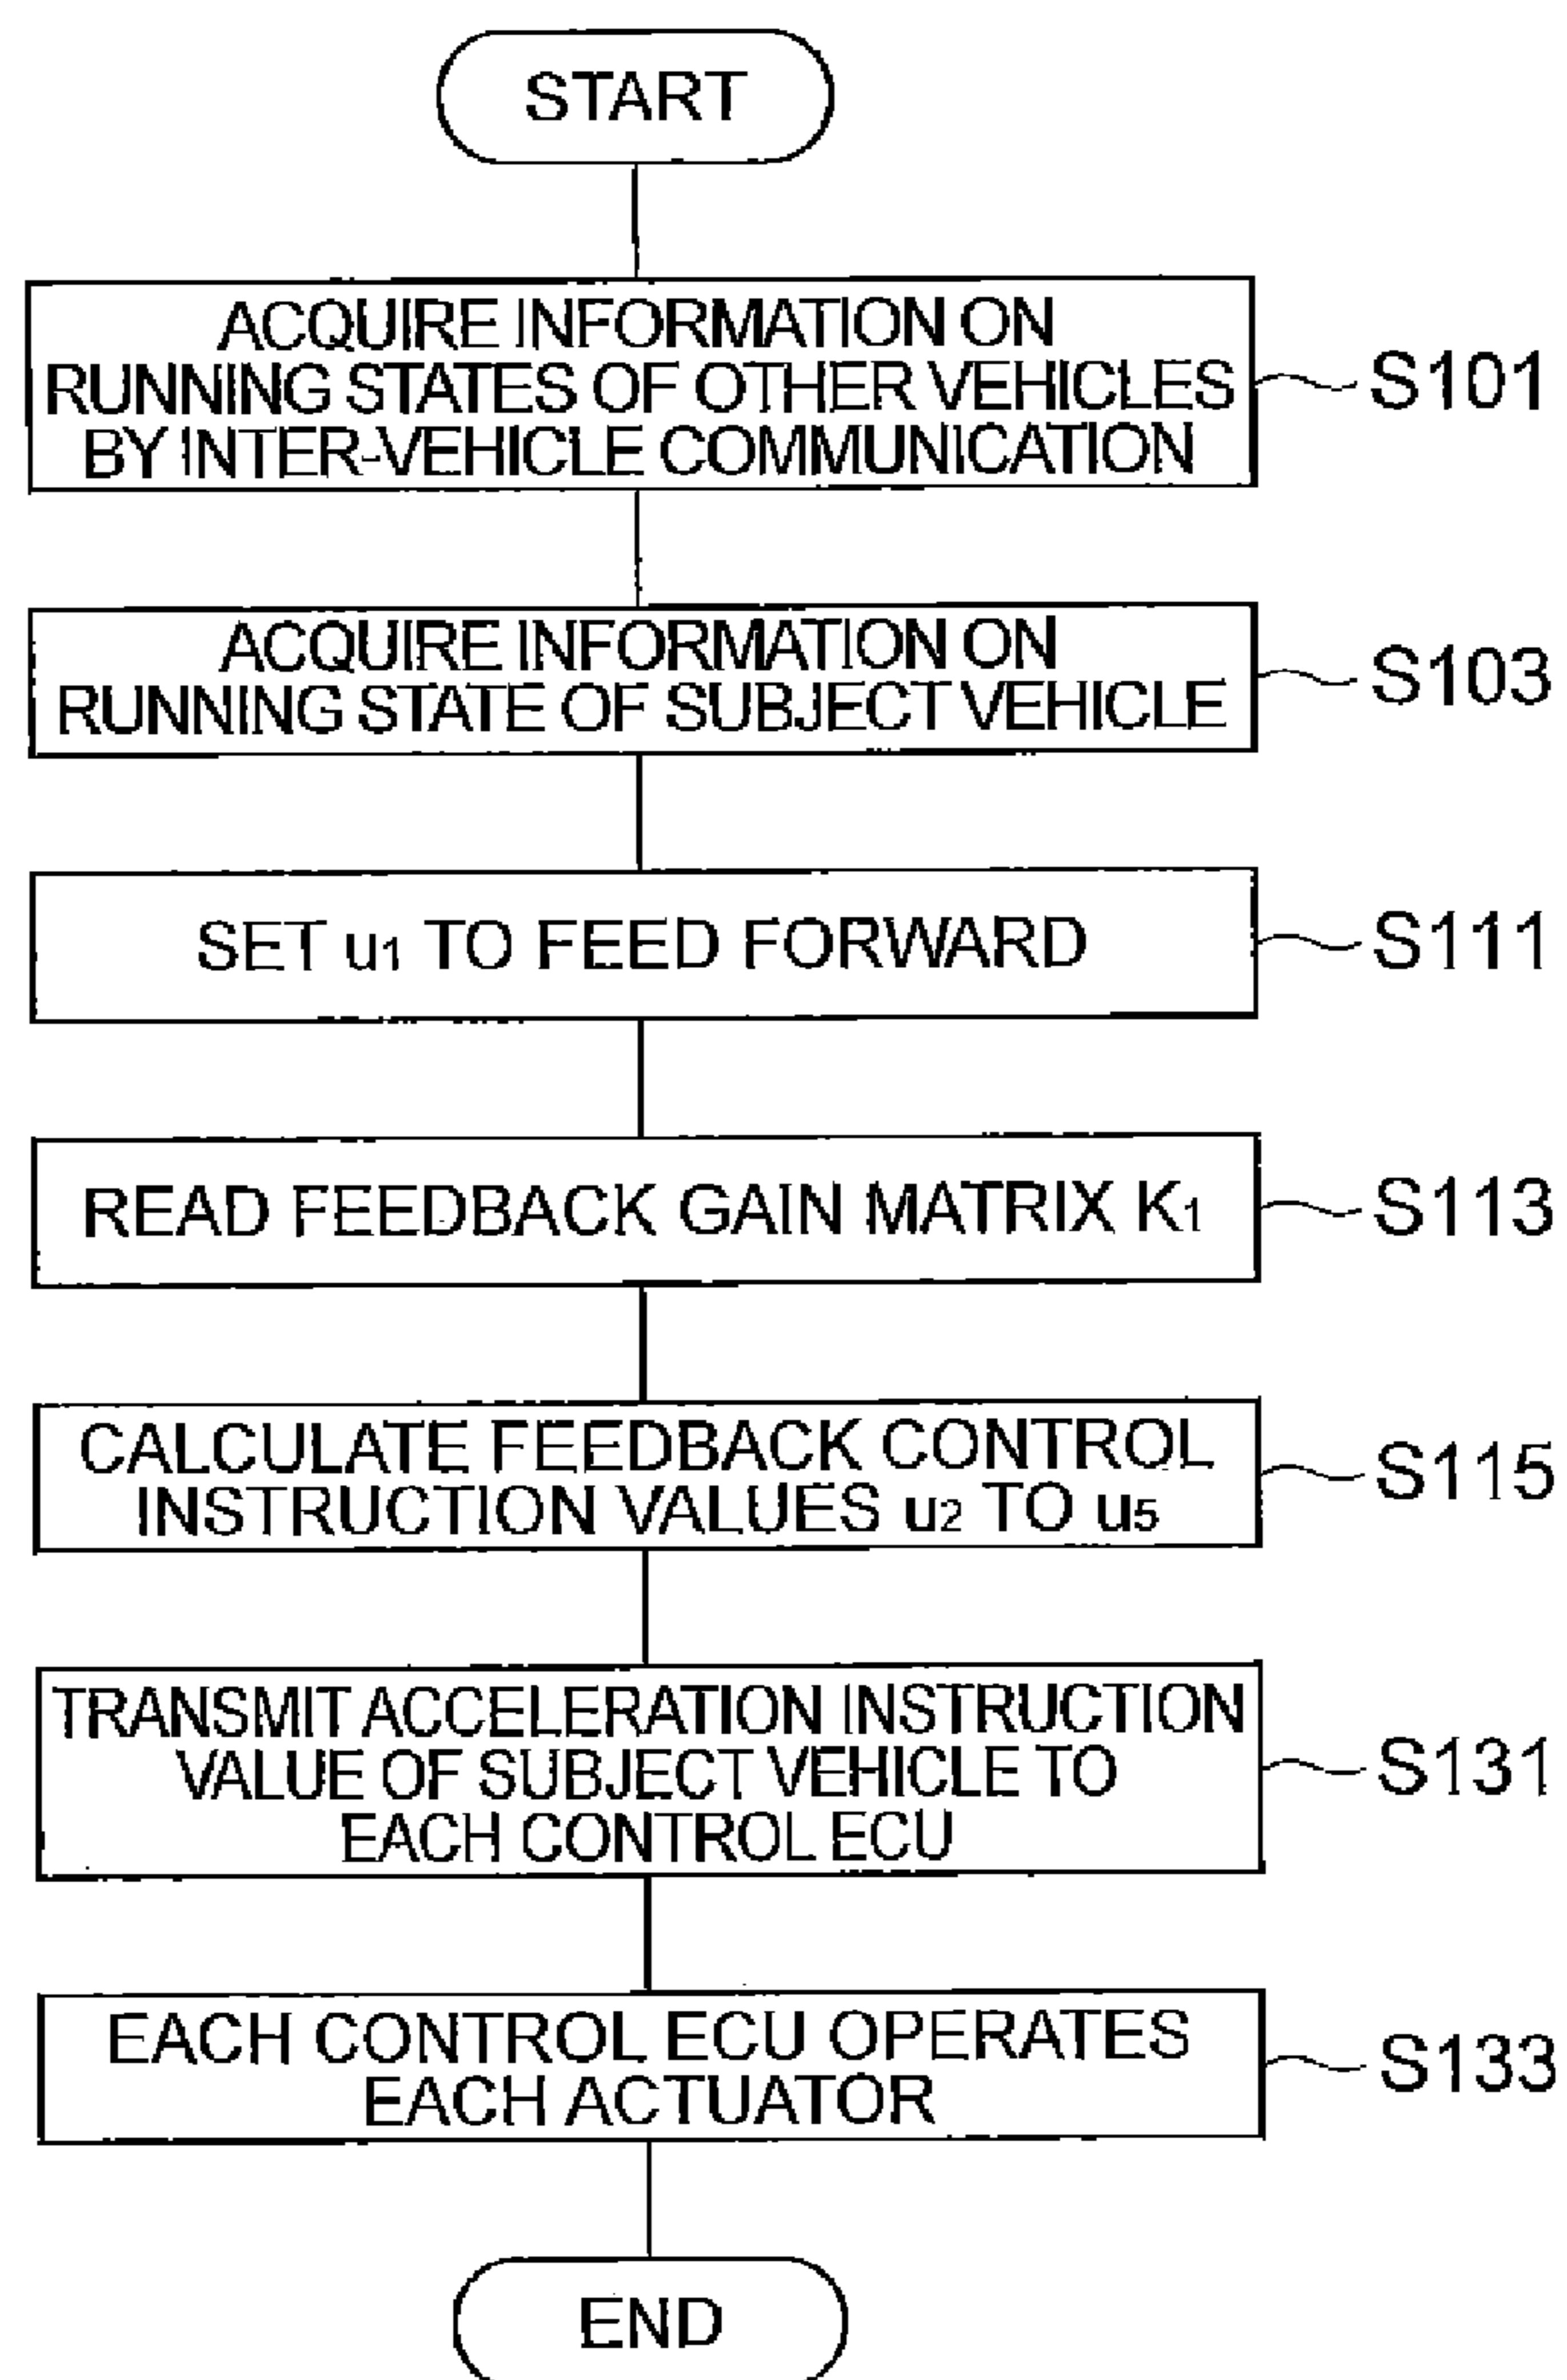 START
ACQUIRE INFORMATION ON
RUNNING STATES OF OTHER VEHICLES
BY INTER-VEHICLE COMMUNICATION
S101
ACQUIRE INFORMATION ON
RUNNING STATE OF SUBJECT VEHICLE
S103
SET u₁ TO FEED FORWARD
S111
READ FEEDBACK GAIN MATRIX K₁
S113
CALCULATE FEEDBACK CONTROL
INSTRUCTION VALUES u₂ TO u₅
S115
TRANSMIT ACCELERATION INSTRUCTION
VALUE OF SUBJECT VEHICLE TO
EACH CONTROL ECU
S131
EACH CONTROL ECU OPERATES
EACH ACTUATOR
S133
END